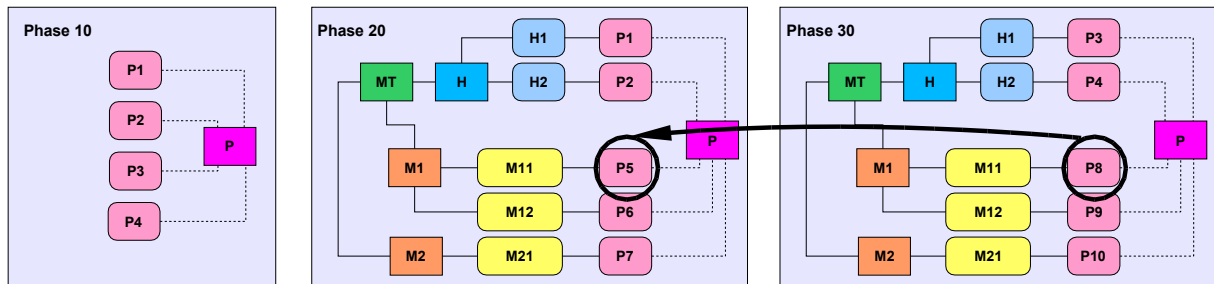 Phase 10
P1
P2
P
P3
P4
Phase 20
H1
P1
MT
H
H2
P2
P
M1
M11
P5
M12
P6
M2
M21
P7
Phase 30
H1
P3
MT
H
H2
P4
P
M1
M11
P8
M12
P9
M2
M21
P10